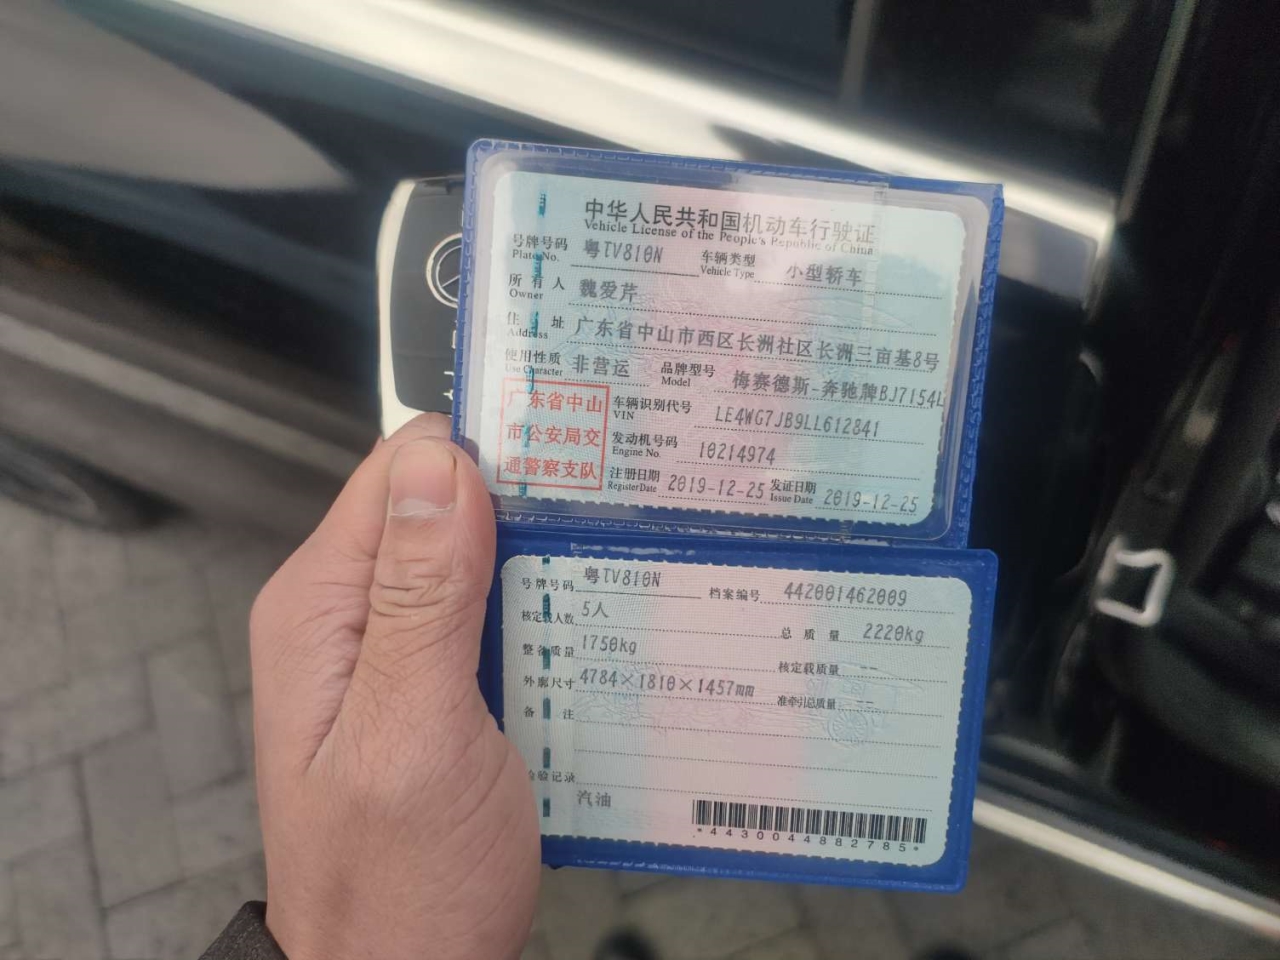 中华人民共和国机动车行驶证
Vehicle License of the People's Republic of China
号牌号码 粤TV810N 车辆类型 小型轿车
Plate No. Vehicle Type
所有人 魏爱芹
Owner
住址 广东省中山市西区长洲社区长洲三亩基8号
Address
使用性质 非营运 品牌型号 梅赛德斯-奔驰牌BJ7154L
Use Character Model
广东省中山
市公安局交
通警察支队
车辆识别代号 LE4WG7JB9LL612841
VIN
发动机号码 10214974
Engine No.
注册日期 2019-12-25 发证日期 2019-12-25
Register Date Issue Date
号牌号码 粤TV810N 档案编号 442001462009
核定载人数 5人 总质量 2220kg
整备质量 1750kg 核定载质量 --
外廓尺寸 4784×1810×1457mm 准牵引总质量 --
备注
检验记录
汽油
*4430044882785*